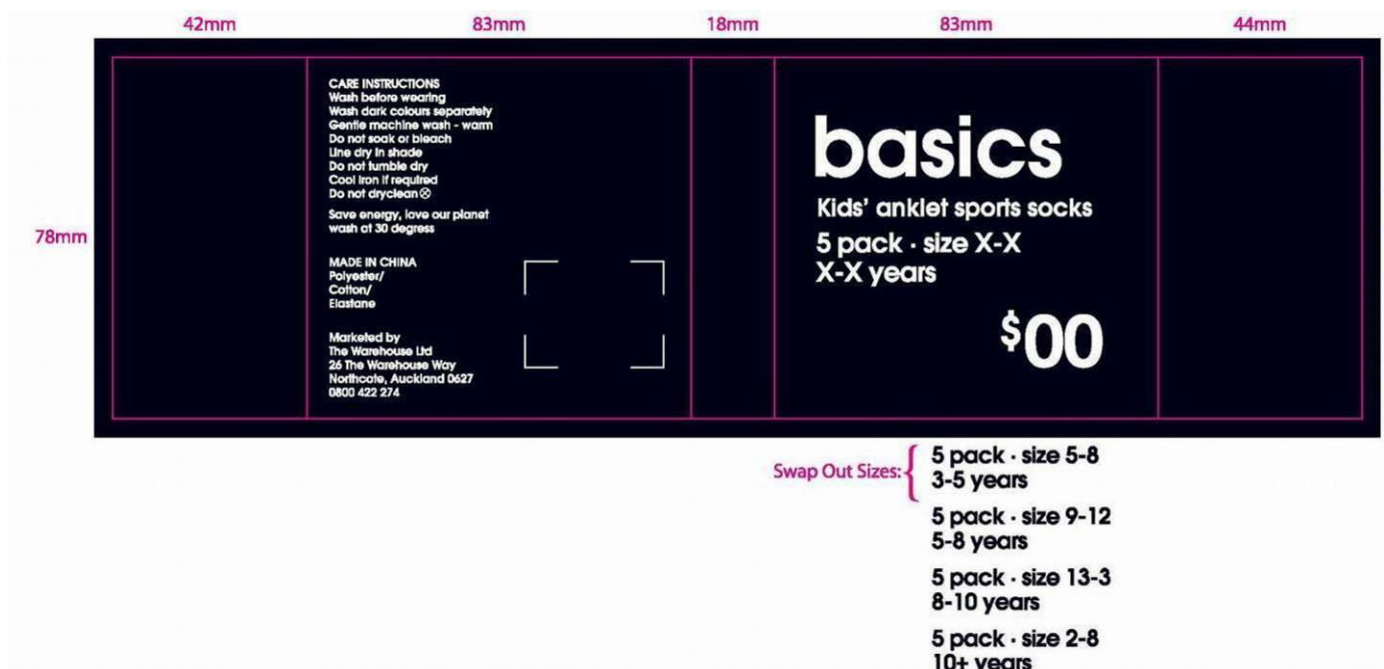 42mm 83mm 18mm 83mm 44mm
78mm
CARE INSTRUCTIONS
Wash before wearing
Wash dark colours separately
Gentle machine wash - warm
Do not soak or bleach
Line dry in shade
Do not tumble dry
Cool iron if required
Do not dryclean ⓧ
Save energy, love our planet
wash at 30 degress
MADE IN CHINA
Polyester/
Cotton/
Elastane
Marketed by
The Warehouse Ltd
26 The Warehouse Way
Northcote, Auckland 0627
0800 422 274
basics
Kids' anklet sports socks
5 pack · size X-X
X-X years
$00
Swap Out Sizes:
5 pack · size 5-8
3-5 years
5 pack · size 9-12
5-8 years
5 pack · size 13-3
8-10 years
5 pack · size 2-8
10+ years